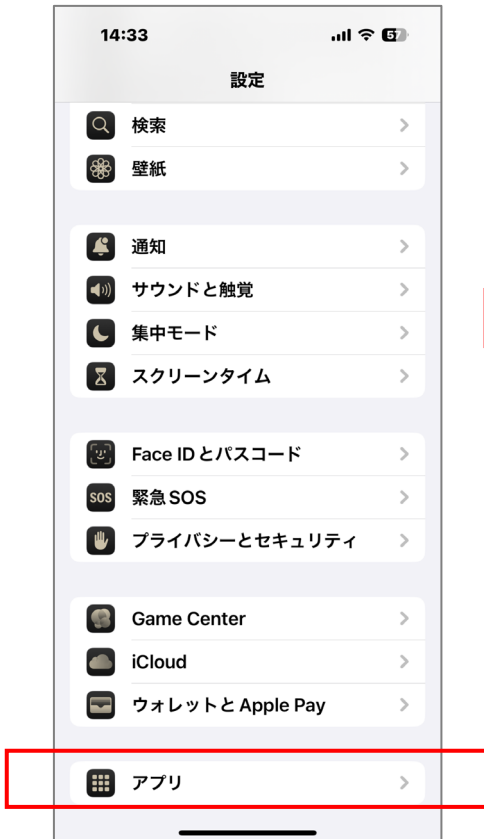 14:33
67
設定
検索
壁紙
通知
サウンドと触覚
集中モード
スクリーンタイム
Face IDとパスコード
SOS
緊急SOS
プライバシーとセキュリティ
Game Center
iCloud
ウォレットとApple Pay
アプリ